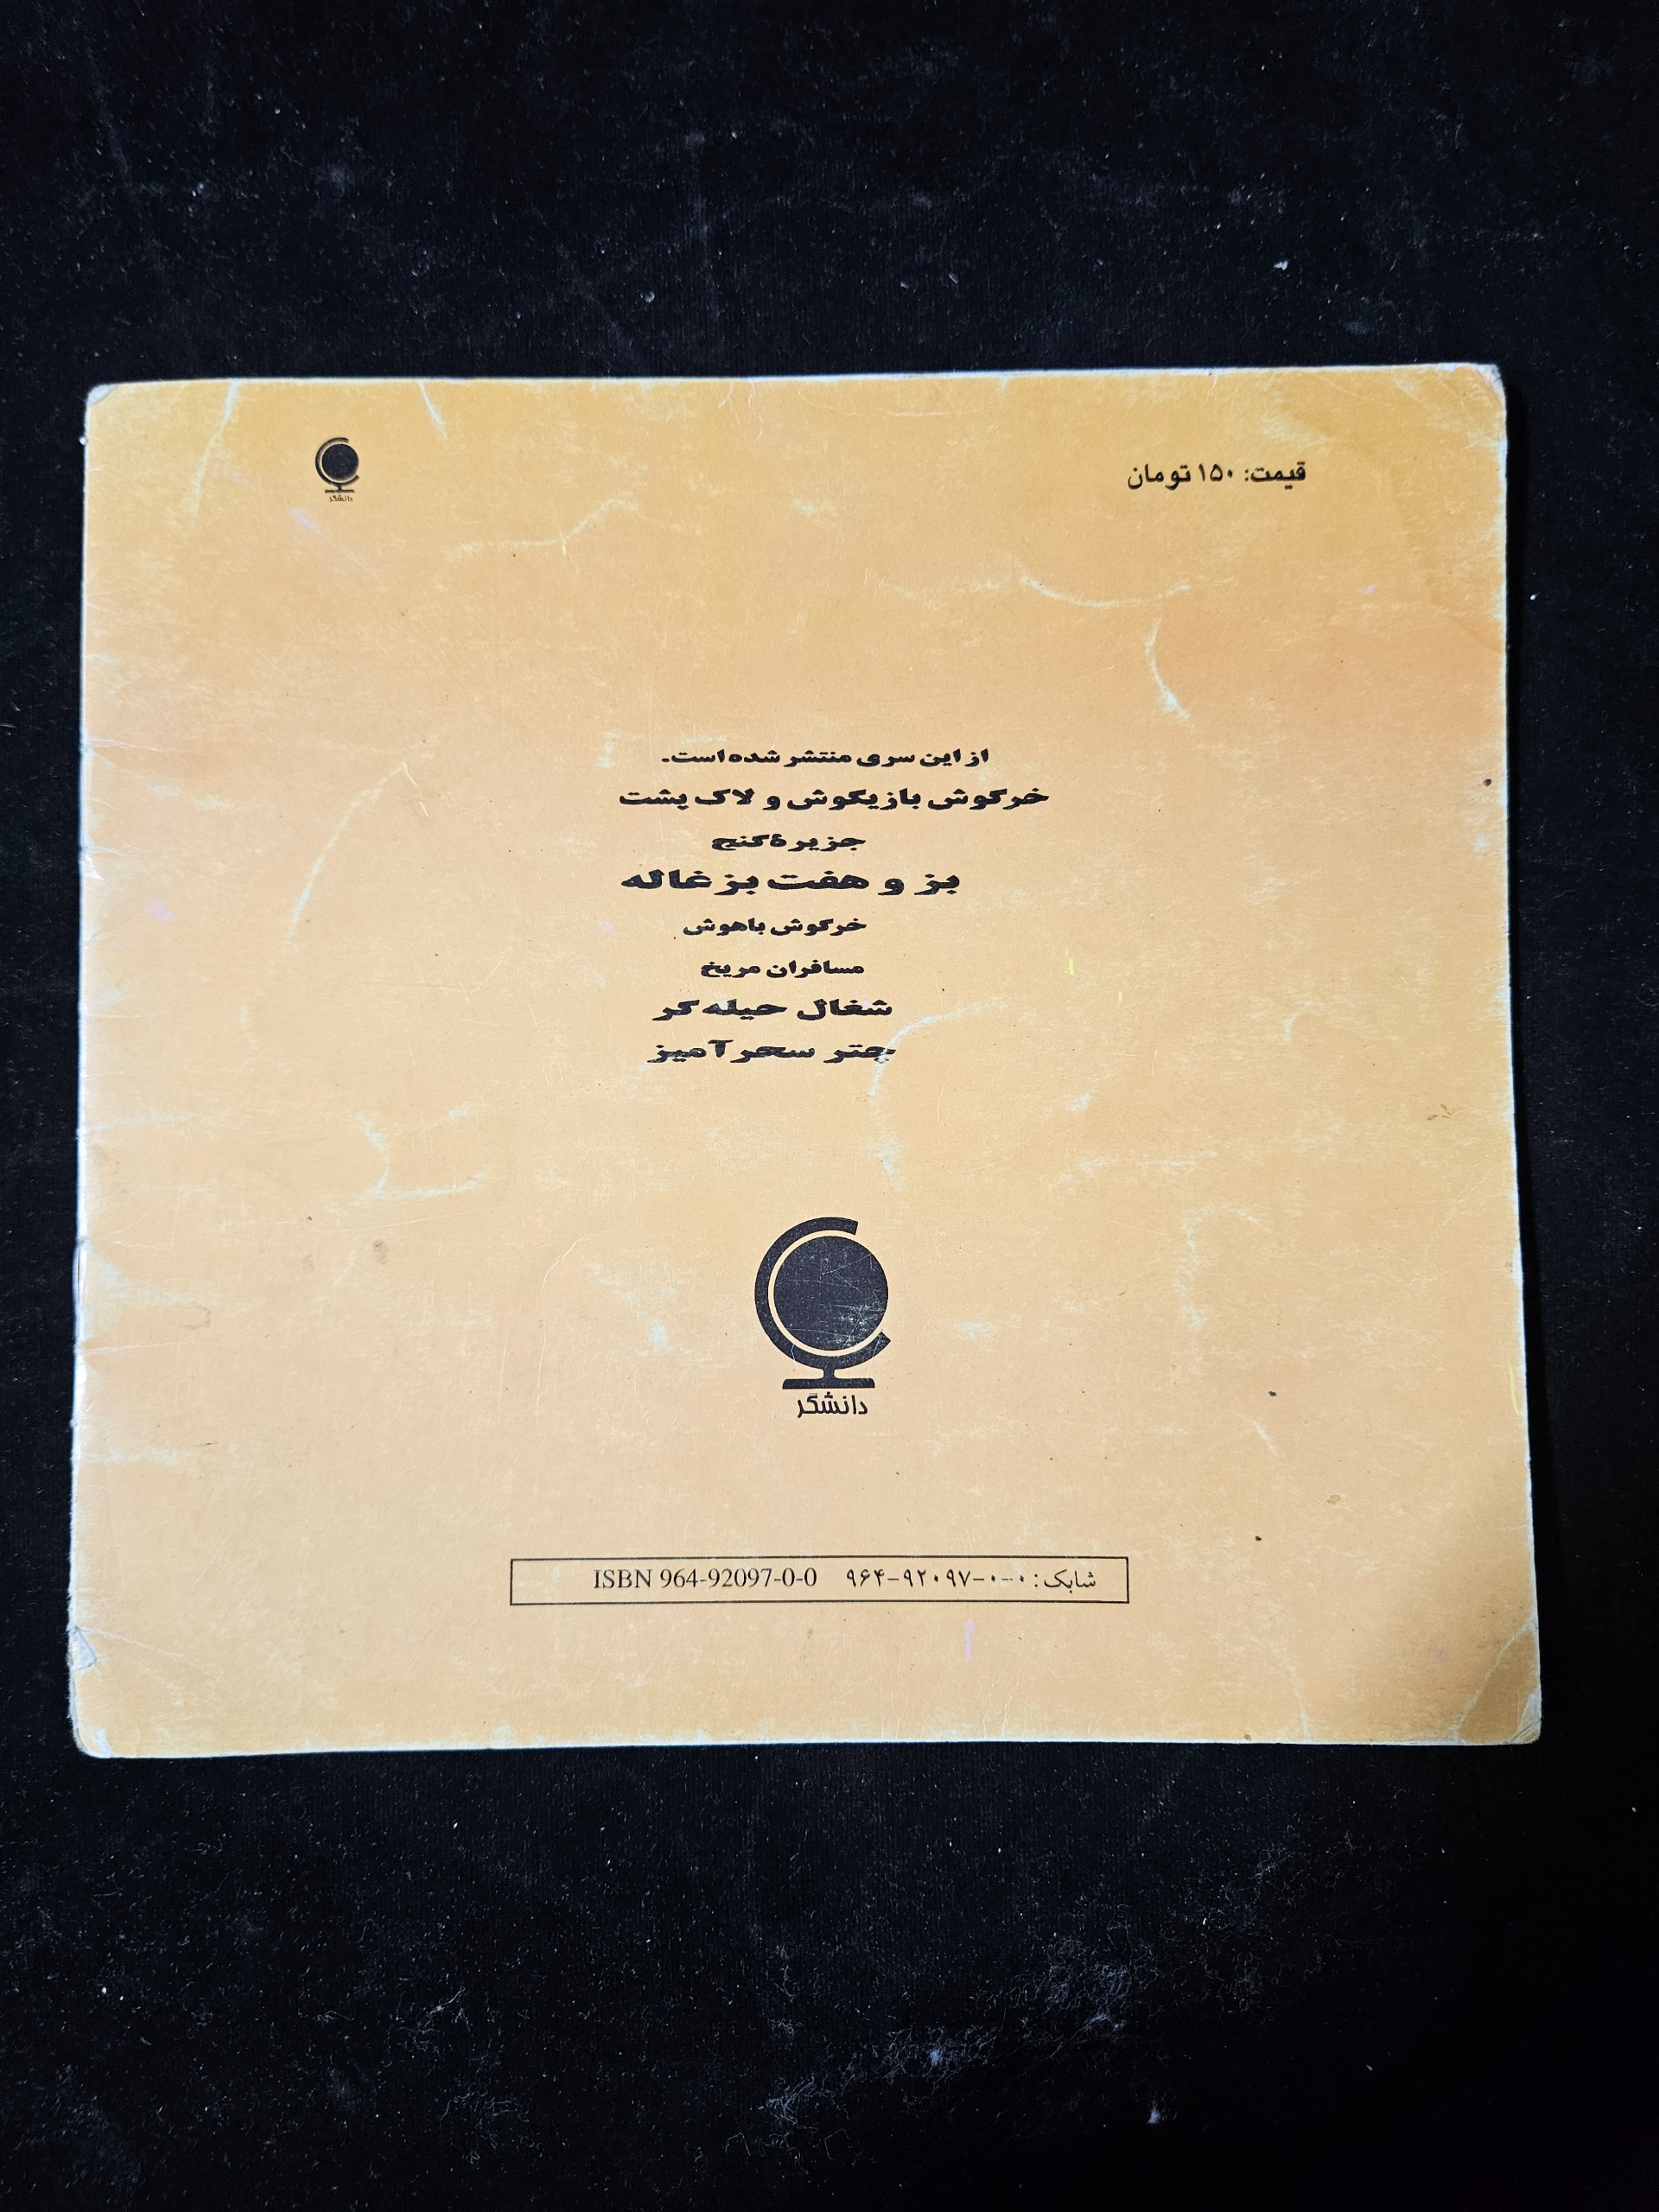 قیمت: ۱۵۰ تومان
دانشگر
از این سری منتشر شده است.
خرگوش بازیگوش و لاک پشت
جزیرهٔ گنج
بز و هفت بزغاله
خرگوش باهوش
مسافران مریخ
شغال حیله گر
چتر سحرآمیز
دانشگر
شابک: ۰-۰-۹۲۰۹۷-۹۶۴ ISBN 964-92097-0-0